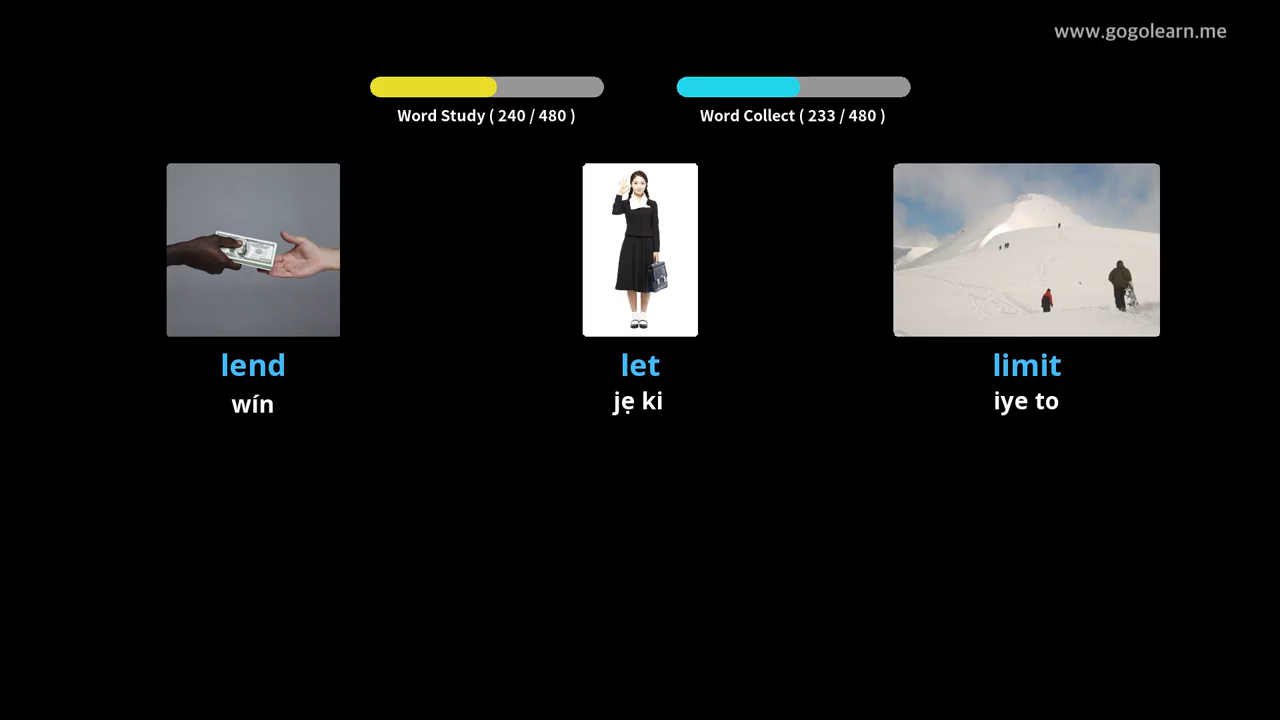 www.gogolearn.me
Word Study ( 240 / 480 )
Word Collect ( 233 / 480 )
lend
let
limit
wín
jẹ ki
iye to